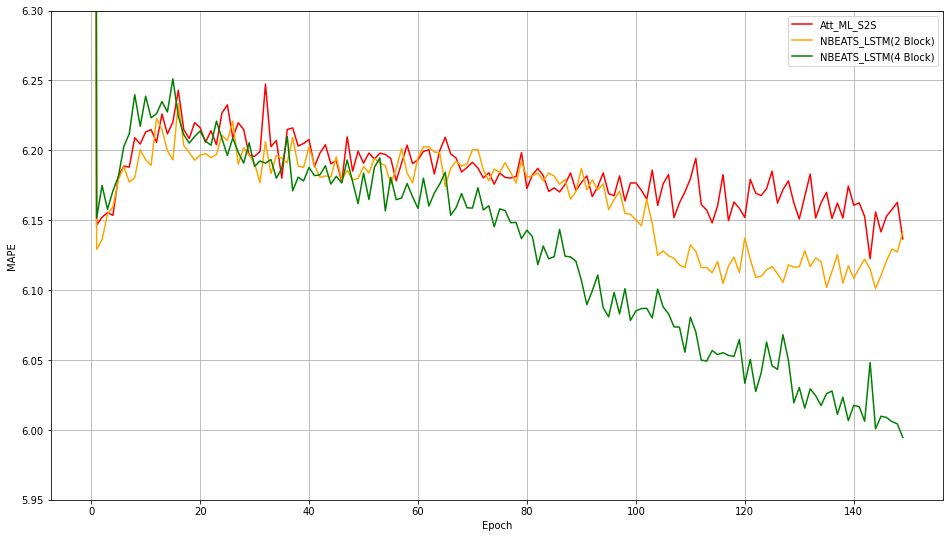 6.30
6.25
6.20
6.15
6.10
6.05
6.00
5.95
MAPE
0 20 40 60 80 100 120 140
Epoch
Att_ML_S2S
NBEATS_LSTM(2 Block)
NBEATS_LSTM(4 Block)